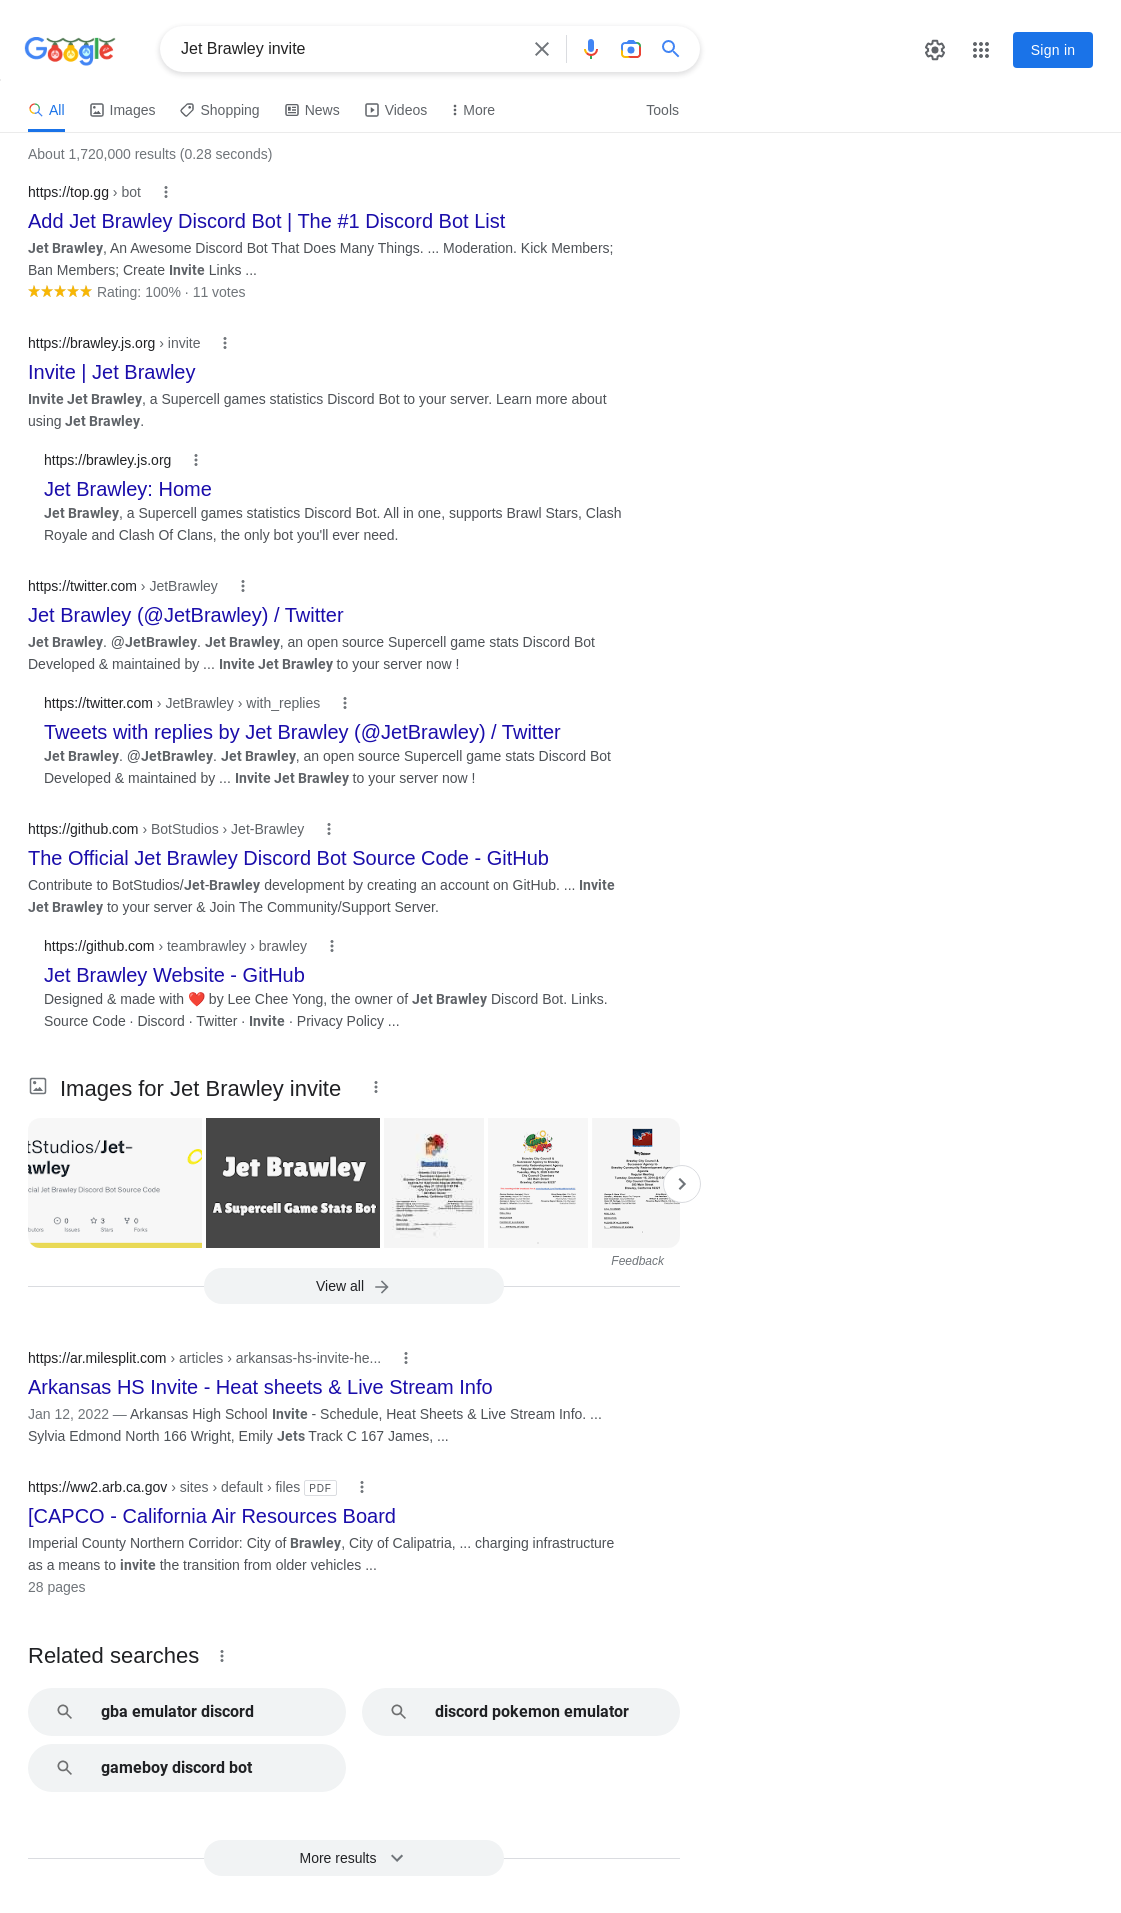 Google
Jet Brawley invite
Sign in
All Images Shopping News Videos More Tools
About 1,720,000 results (0.28 seconds)
https://top.gg › bot
Add Jet Brawley Discord Bot | The #1 Discord Bot List
Jet Brawley, An Awesome Discord Bot That Does Many Things. ... Moderation. Kick Members;
Ban Members; Create Invite Links ...
Rating: 100% · 11 votes
https://brawley.js.org › invite
Invite | Jet Brawley
Invite Jet Brawley, a Supercell games statistics Discord Bot to your server. Learn more about
using Jet Brawley.
https://brawley.js.org
Jet Brawley: Home
Jet Brawley, a Supercell games statistics Discord Bot. All in one, supports Brawl Stars, Clash
Royale and Clash Of Clans, the only bot you'll ever need.
https://twitter.com › JetBrawley
Jet Brawley (@JetBrawley) / Twitter
Jet Brawley. @JetBrawley. Jet Brawley, an open source Supercell game stats Discord Bot
Developed & maintained by ... Invite Jet Brawley to your server now !
https://twitter.com › JetBrawley › with_replies
Tweets with replies by Jet Brawley (@JetBrawley) / Twitter
Jet Brawley. @JetBrawley. Jet Brawley, an open source Supercell game stats Discord Bot
Developed & maintained by ... Invite Jet Brawley to your server now !
https://github.com › BotStudios › Jet-Brawley
The Official Jet Brawley Discord Bot Source Code - GitHub
Contribute to BotStudios/Jet-Brawley development by creating an account on GitHub. ... Invite
Jet Brawley to your server & Join The Community/Support Server.
https://github.com › teambrawley › brawley
Jet Brawley Website - GitHub
Designed & made with ❤️ by Lee Chee Yong, the owner of Jet Brawley Discord Bot. Links.
Source Code · Discord · Twitter · Invite · Privacy Policy ...
Images for Jet Brawley invite
tStudios/Jet-
awley
cial Jet Brawley Discord Bot Source Code
0 3 0
Issues Stars Forks
Jet Brawley
A Supercell Game Stats Bot
Feedback
View all
https://ar.milesplit.com › articles › arkansas-hs-invite-he...
Arkansas HS Invite - Heat sheets & Live Stream Info
Jan 12, 2022 — Arkansas High School Invite - Schedule, Heat Sheets & Live Stream Info. ...
Sylvia Edmond North 166 Wright, Emily Jets Track C 167 James, ...
https://ww2.arb.ca.gov › sites › default › files PDF
[CAPCO - California Air Resources Board
Imperial County Northern Corridor: City of Brawley, City of Calipatria, ... charging infrastructure
as a means to invite the transition from older vehicles ...
28 pages
Related searches
gba emulator discord
discord pokemon emulator
gameboy discord bot
More results